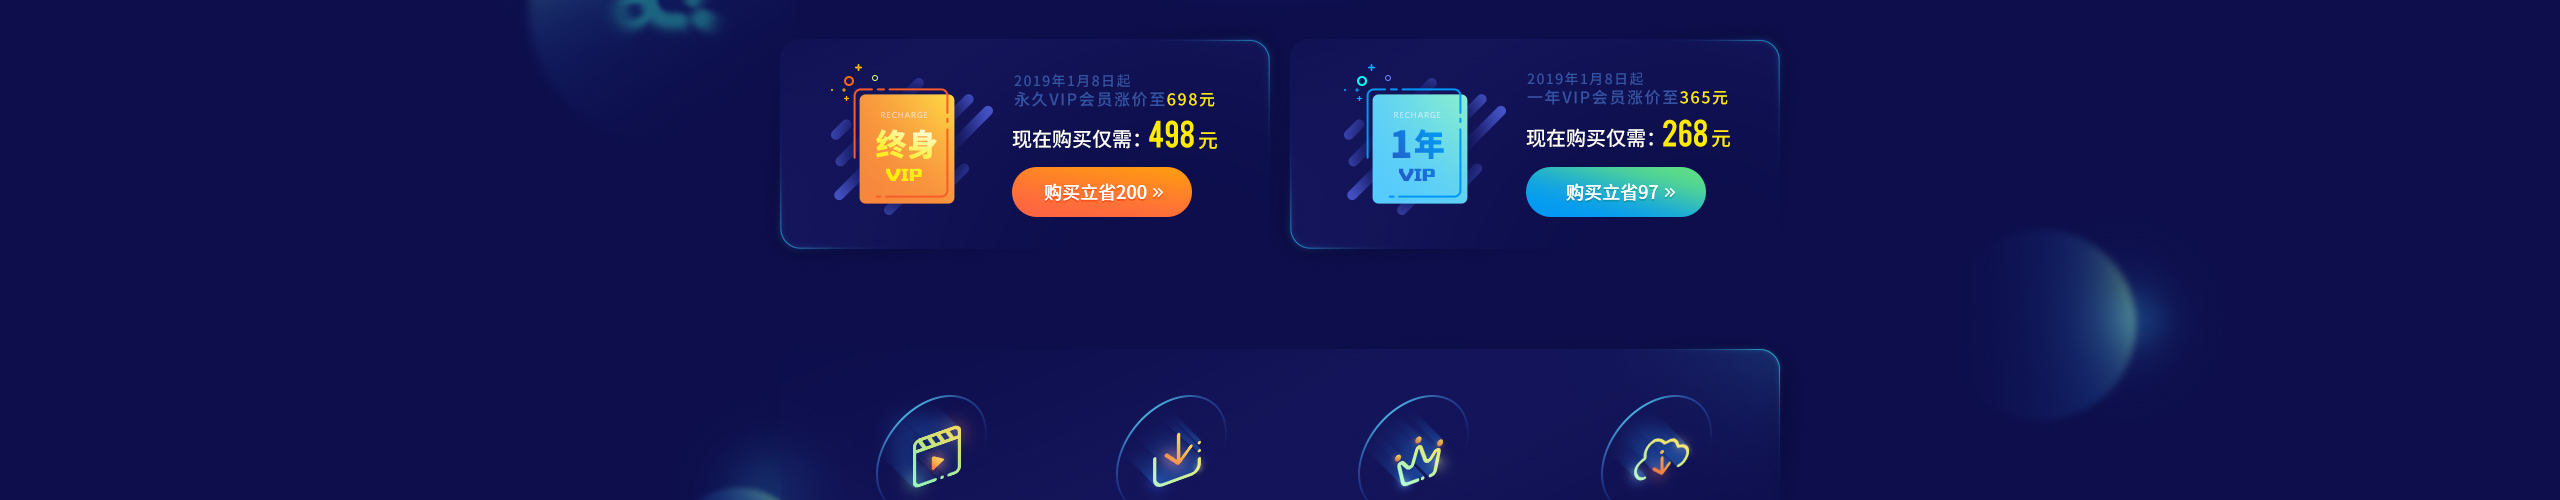 2019年1月8日起
永久VIP会员涨价至698元
RECHARGE
终身
VIP
现在购买仅需：498元
购买立省200 »
2019年1月8日起
一年VIP会员涨价至365元
RECHARGE
1年
VIP
现在购买仅需：268元
购买立省97 »